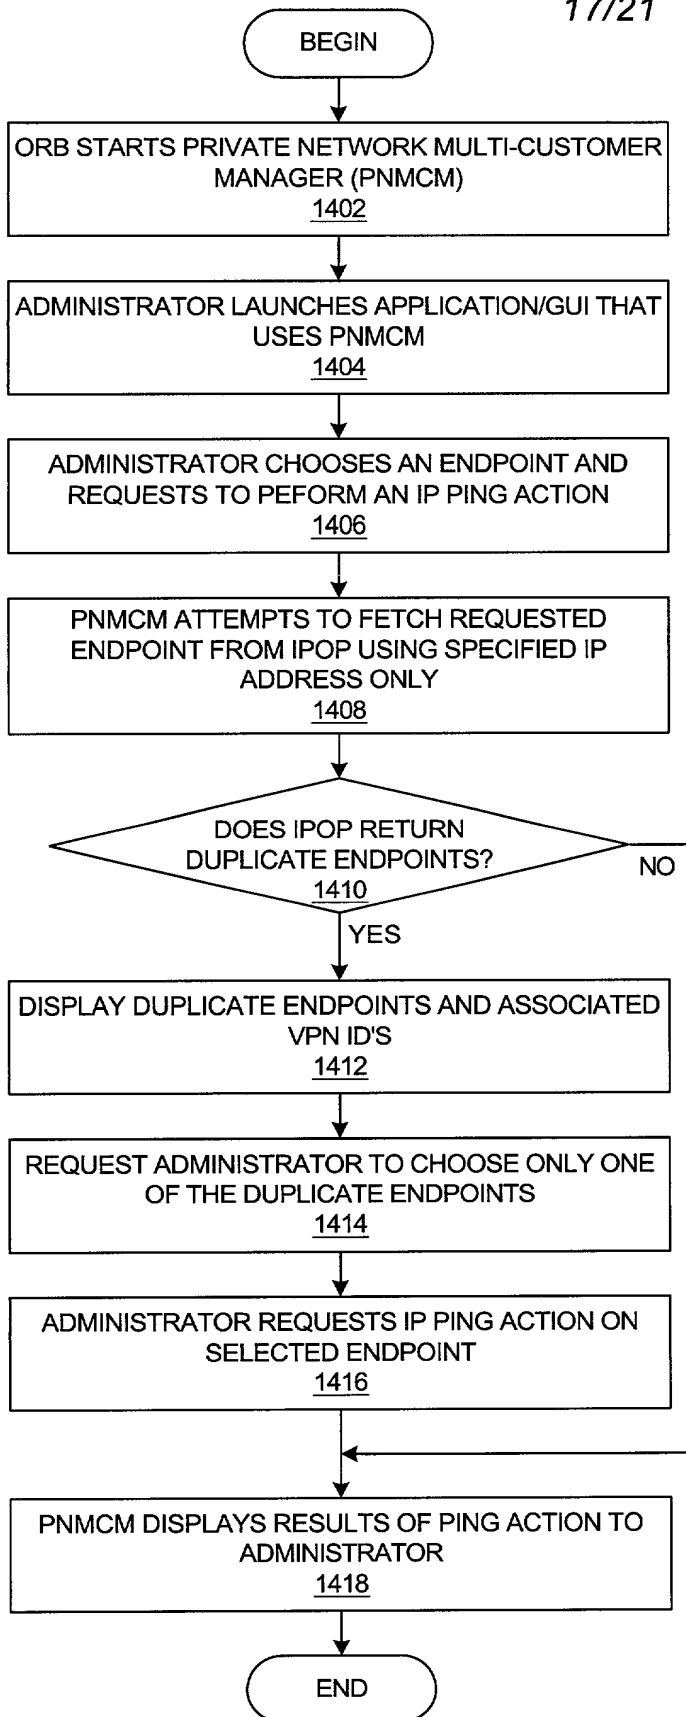 17/21
BEGIN
ORB STARTS PRIVATE NETWORK MULTI-CUSTOMER
MANAGER (PNMCM)
1402
ADMINISTRATOR LAUNCHES APPLICATION/GUI THAT
USES PNMCM
1404
ADMINISTRATOR CHOOSES AN ENDPOINT AND
REQUESTS TO PEFORM AN IP PING ACTION
1406
PNMCM ATTEMPTS TO FETCH REQUESTED
ENDPOINT FROM IPOP USING SPECIFIED IP
ADDRESS ONLY
1408
DOES IPOP RETURN
DUPLICATE ENDPOINTS?
1410
NO
YES
DISPLAY DUPLICATE ENDPOINTS AND ASSOCIATED
VPN ID'S
1412
REQUEST ADMINISTRATOR TO CHOOSE ONLY ONE
OF THE DUPLICATE ENDPOINTS
1414
ADMINISTRATOR REQUESTS IP PING ACTION ON
SELECTED ENDPOINT
1416
PNMCM DISPLAYS RESULTS OF PING ACTION TO
ADMINISTRATOR
1418
END